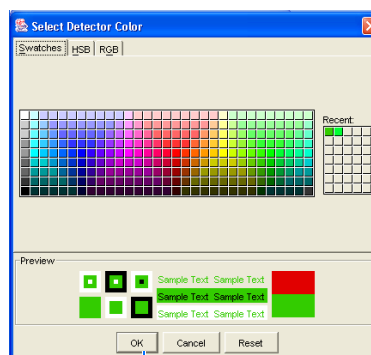 Select Detector Color
Swatches HSB RGB
Recent:
Preview
Sample Text Sample Text
Sample Text Sample Text
Sample Text Sample Text
OK Cancel Reset